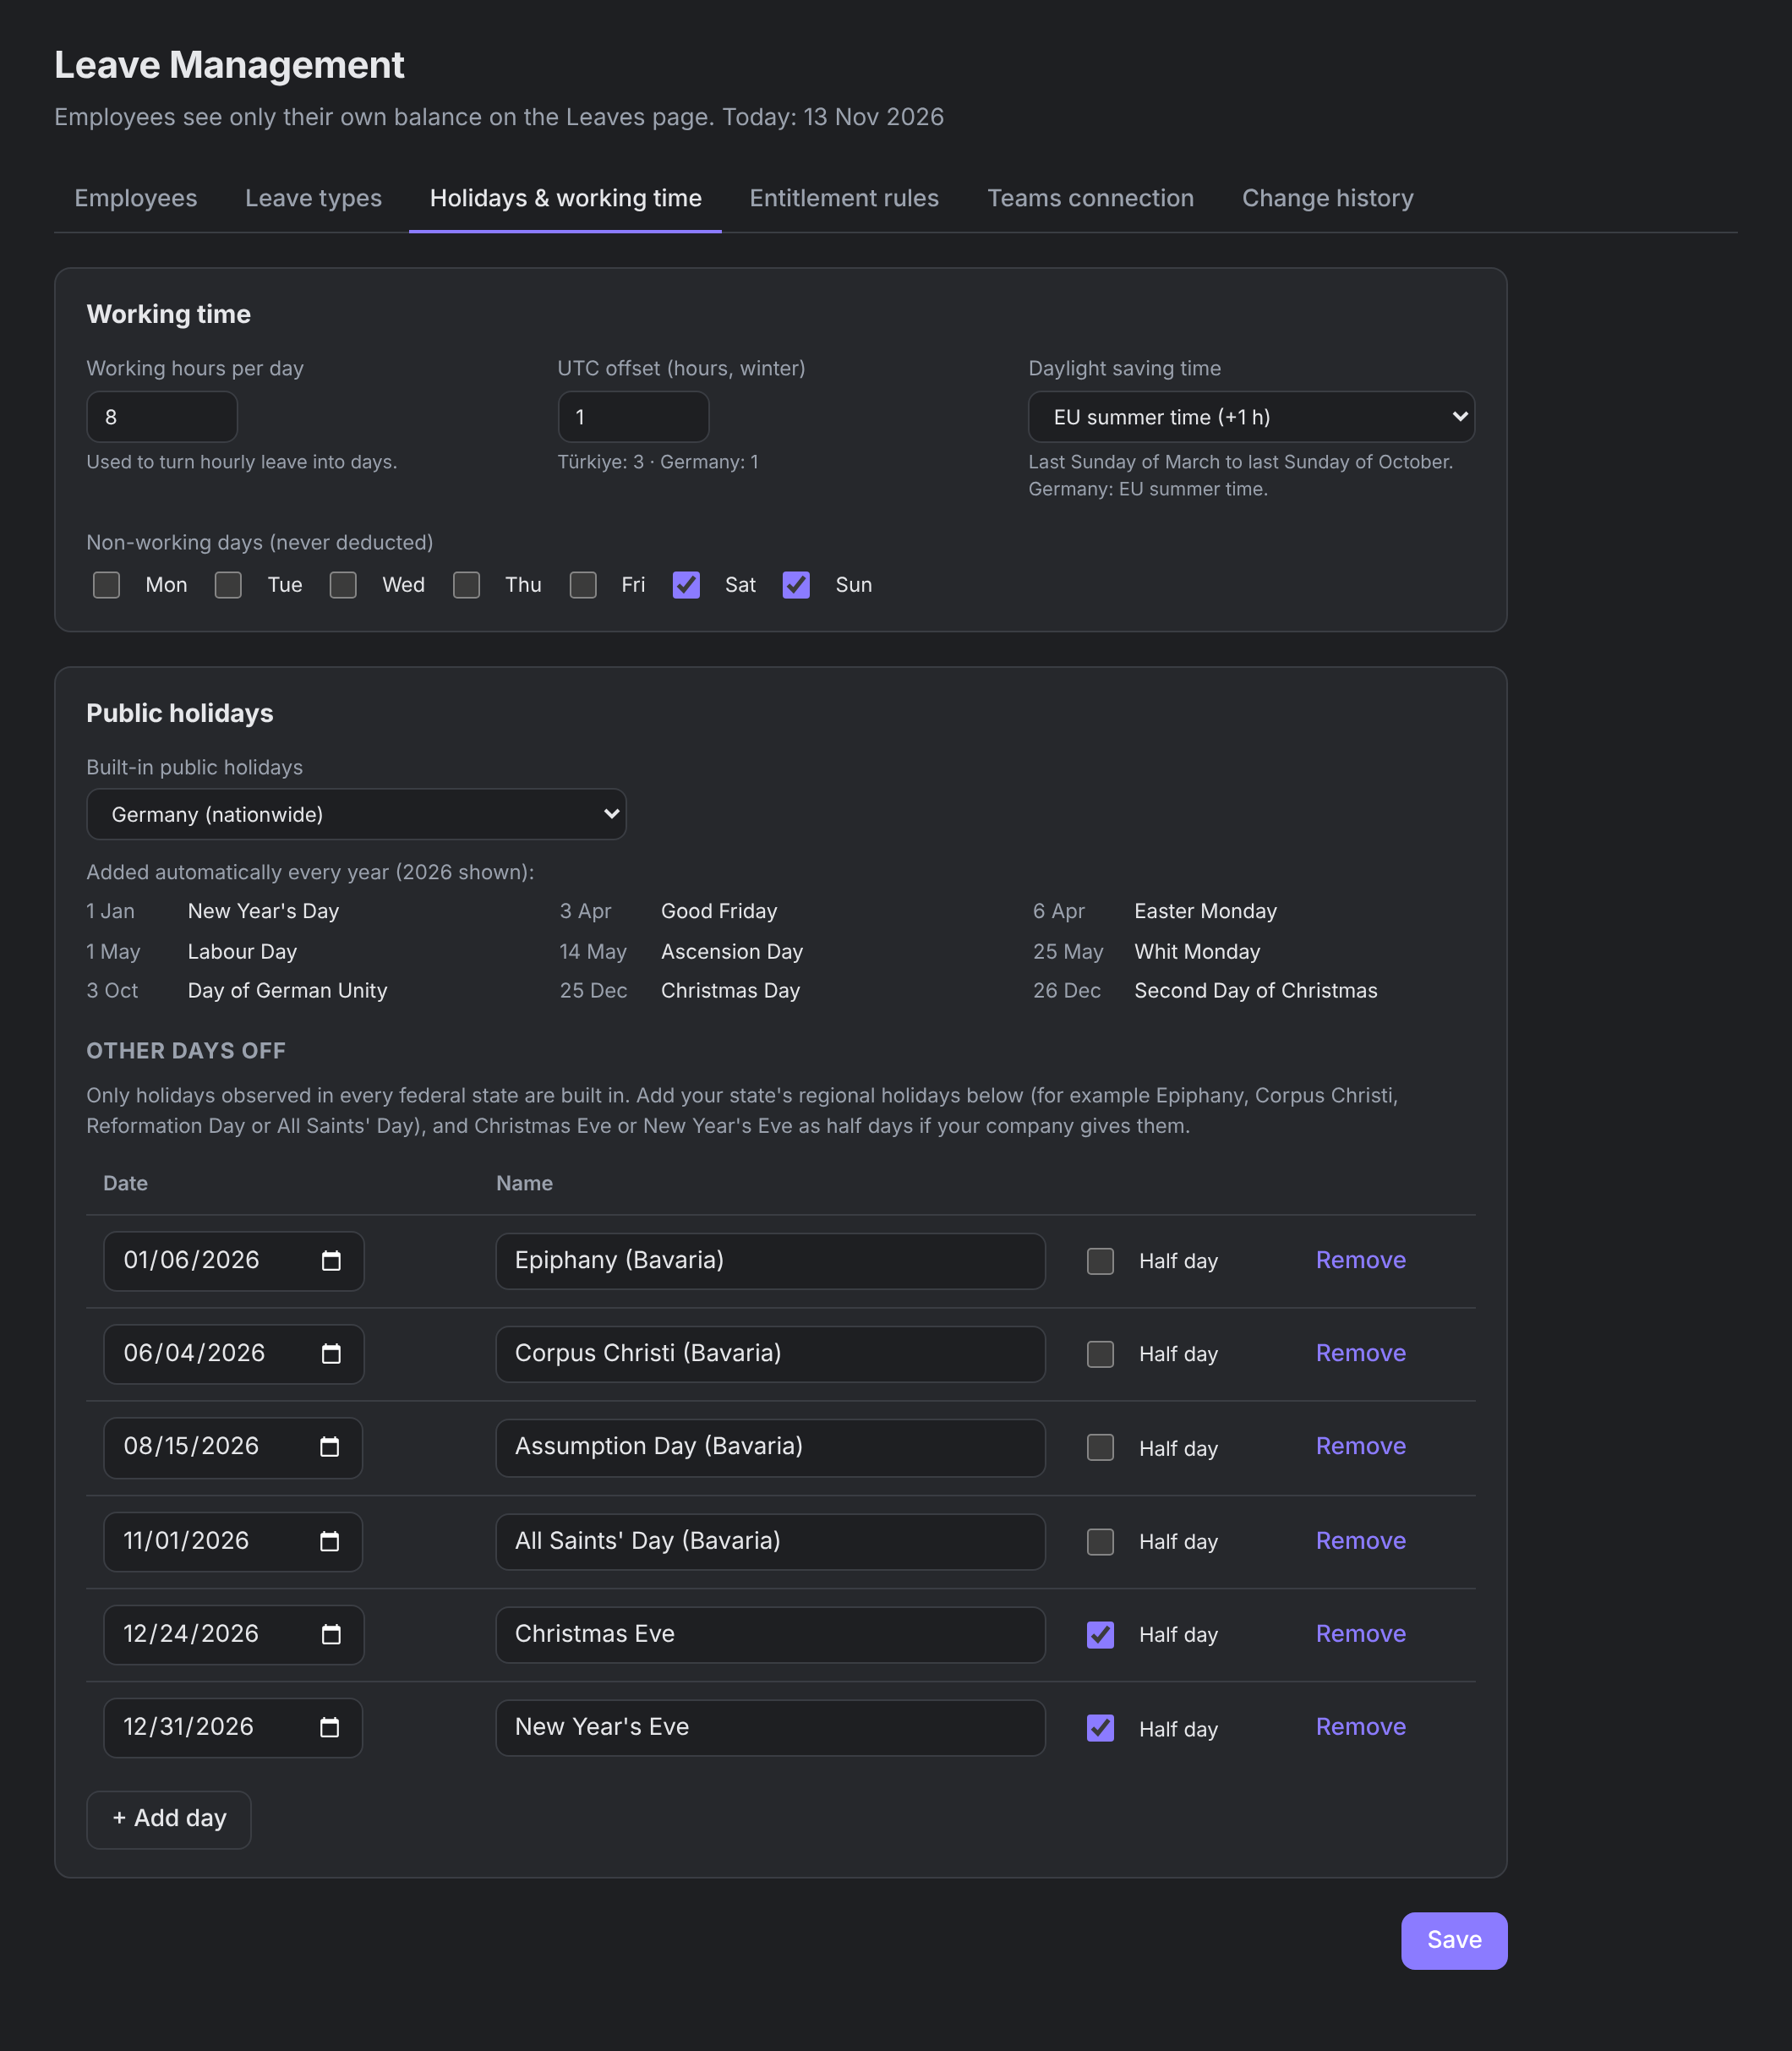 Leave Management
Employees see only their own balance on the Leaves page. Today: 13 Nov 2026
Employees Leave types Holidays & working time Entitlement rules Teams connection Change history
Working time
Working hours per day UTC offset (hours, winter) Daylight saving time
8 1 EU summer time (+1 h)
Used to turn hourly leave into days. Türkiye: 3 · Germany: 1 Last Sunday of March to last Sunday of October.
Germany: EU summer time.
Non-working days (never deducted)
Mon Tue Wed Thu Fri Sat Sun
Public holidays
Built-in public holidays
Germany (nationwide)
Added automatically every year (2026 shown):
1 Jan New Year's Day 3 Apr Good Friday 6 Apr Easter Monday
1 May Labour Day 14 May Ascension Day 25 May Whit Monday
3 Oct Day of German Unity 25 Dec Christmas Day 26 Dec Second Day of Christmas
OTHER DAYS OFF
Only holidays observed in every federal state are built in. Add your state's regional holidays below (for example Epiphany, Corpus Christi,
Reformation Day or All Saints' Day), and Christmas Eve or New Year's Eve as half days if your company gives them.
Date Name
01/06/2026 Epiphany (Bavaria) Half day Remove
06/04/2026 Corpus Christi (Bavaria) Half day Remove
08/15/2026 Assumption Day (Bavaria) Half day Remove
11/01/2026 All Saints' Day (Bavaria) Half day Remove
12/24/2026 Christmas Eve Half day Remove
12/31/2026 New Year's Eve Half day Remove
+ Add day
Save